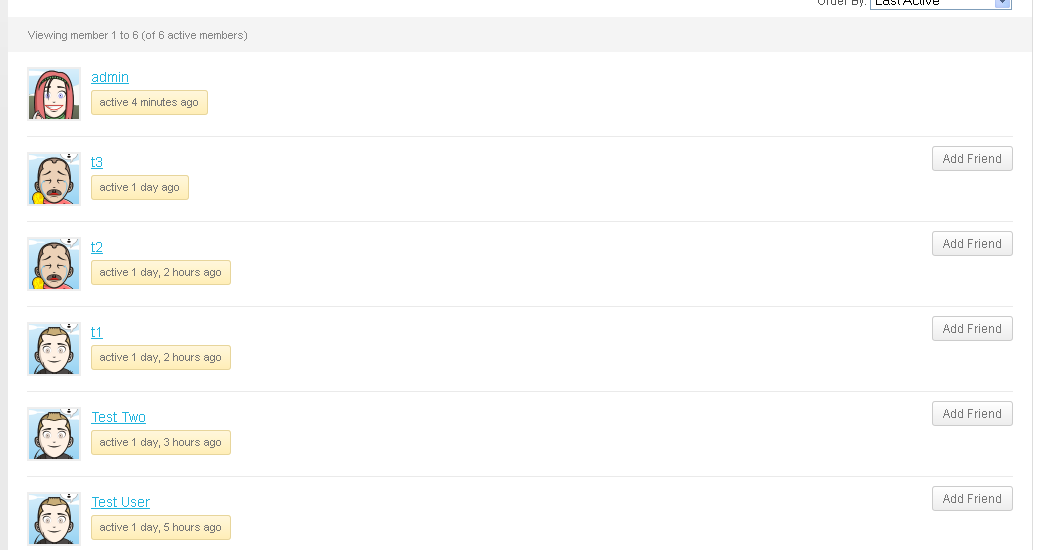 Order By: Last Active
Viewing member 1 to 6 (of 6 active members)
admin
active 4 minutes ago
t3
Add Friend
active 1 day ago
t2
Add Friend
active 1 day, 2 hours ago
t1
Add Friend
active 1 day, 2 hours ago
Test Two
Add Friend
active 1 day, 3 hours ago
Test User
Add Friend
active 1 day, 5 hours ago